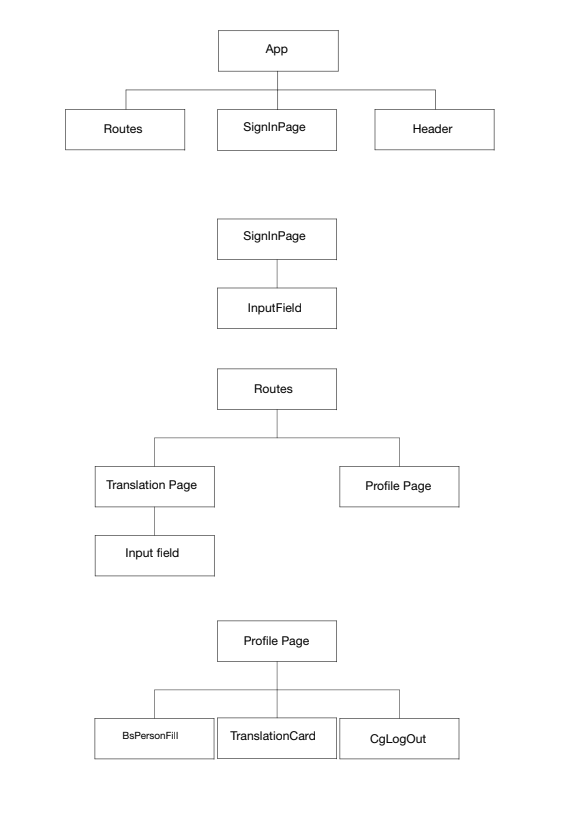 App
Routes
SignInPage
Header
SignInPage
InputField
Routes
Translation Page
Profile Page
Input field
Profile Page
BsPersonFill
TranslationCard
CgLogOut